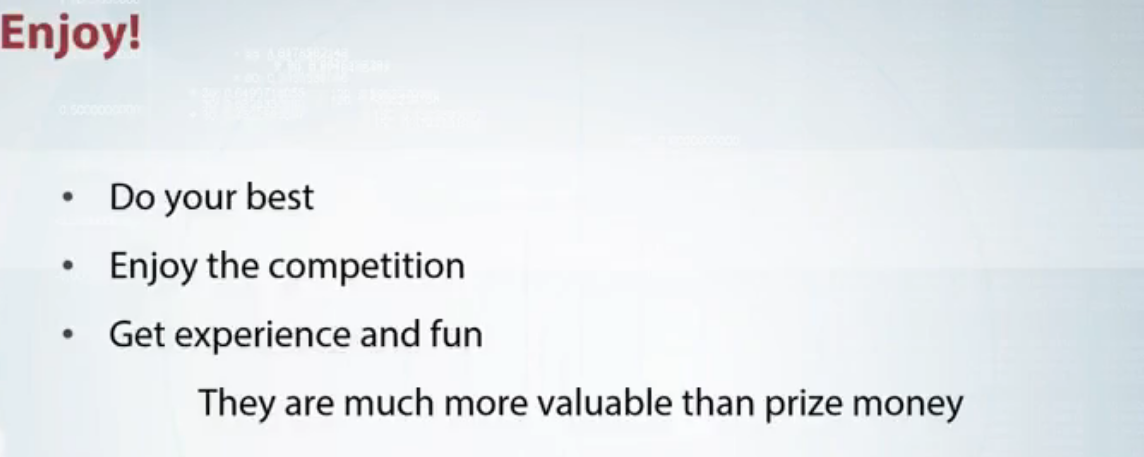 Enjoy!
• Do your best
• Enjoy the competition
• Get experience and fun
They are much more valuable than prize money